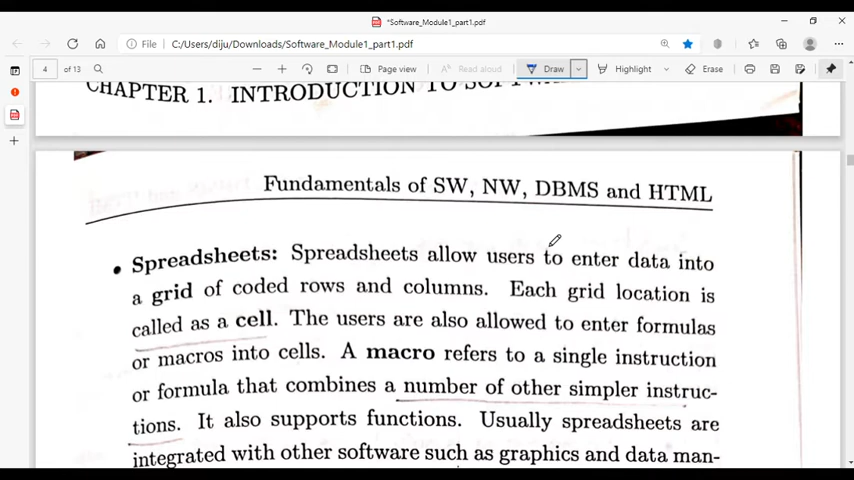 *Software_Module1_part1.pdf
File C:/Users/diju/Downloads/Software_Module1_part1.pdf
4 of 13 Page view Read aloud Draw Highlight Erase
CHAPTER 1. INTRODUCTION TO
Fundamentals of SW, NW, DBMS and HTML
• Spreadsheets: Spreadsheets allow users to enter data into
a grid of coded rows and columns. Each grid location is
called as a cell. The users are also allowed to enter formulas
or macros into cells. A macro refers to a single instruction
or formula that combines a number of other simpler instruc-
tions. It also supports functions. Usually spreadsheets are
integrated with other software such as graphics and data man-